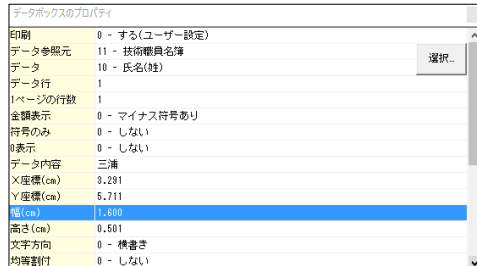 データボックスのプロパティ
印刷 0 - する(ユーザー設定)
データ参照元 11 - 技術職員名簿
選択...
データ 10 - 氏名(姓)
データ行 1
1ページの行数 1
金額表示 0 - マイナス符号あり
符号のみ 0 - しない
0表示 0 - しない
データ内容 三浦
X座標(cm) 3.291
Y座標(cm) 5.711
幅(cm) 1.600
高さ(cm) 0.501
文字方向 0 - 横書き
均等割付 0 - しない